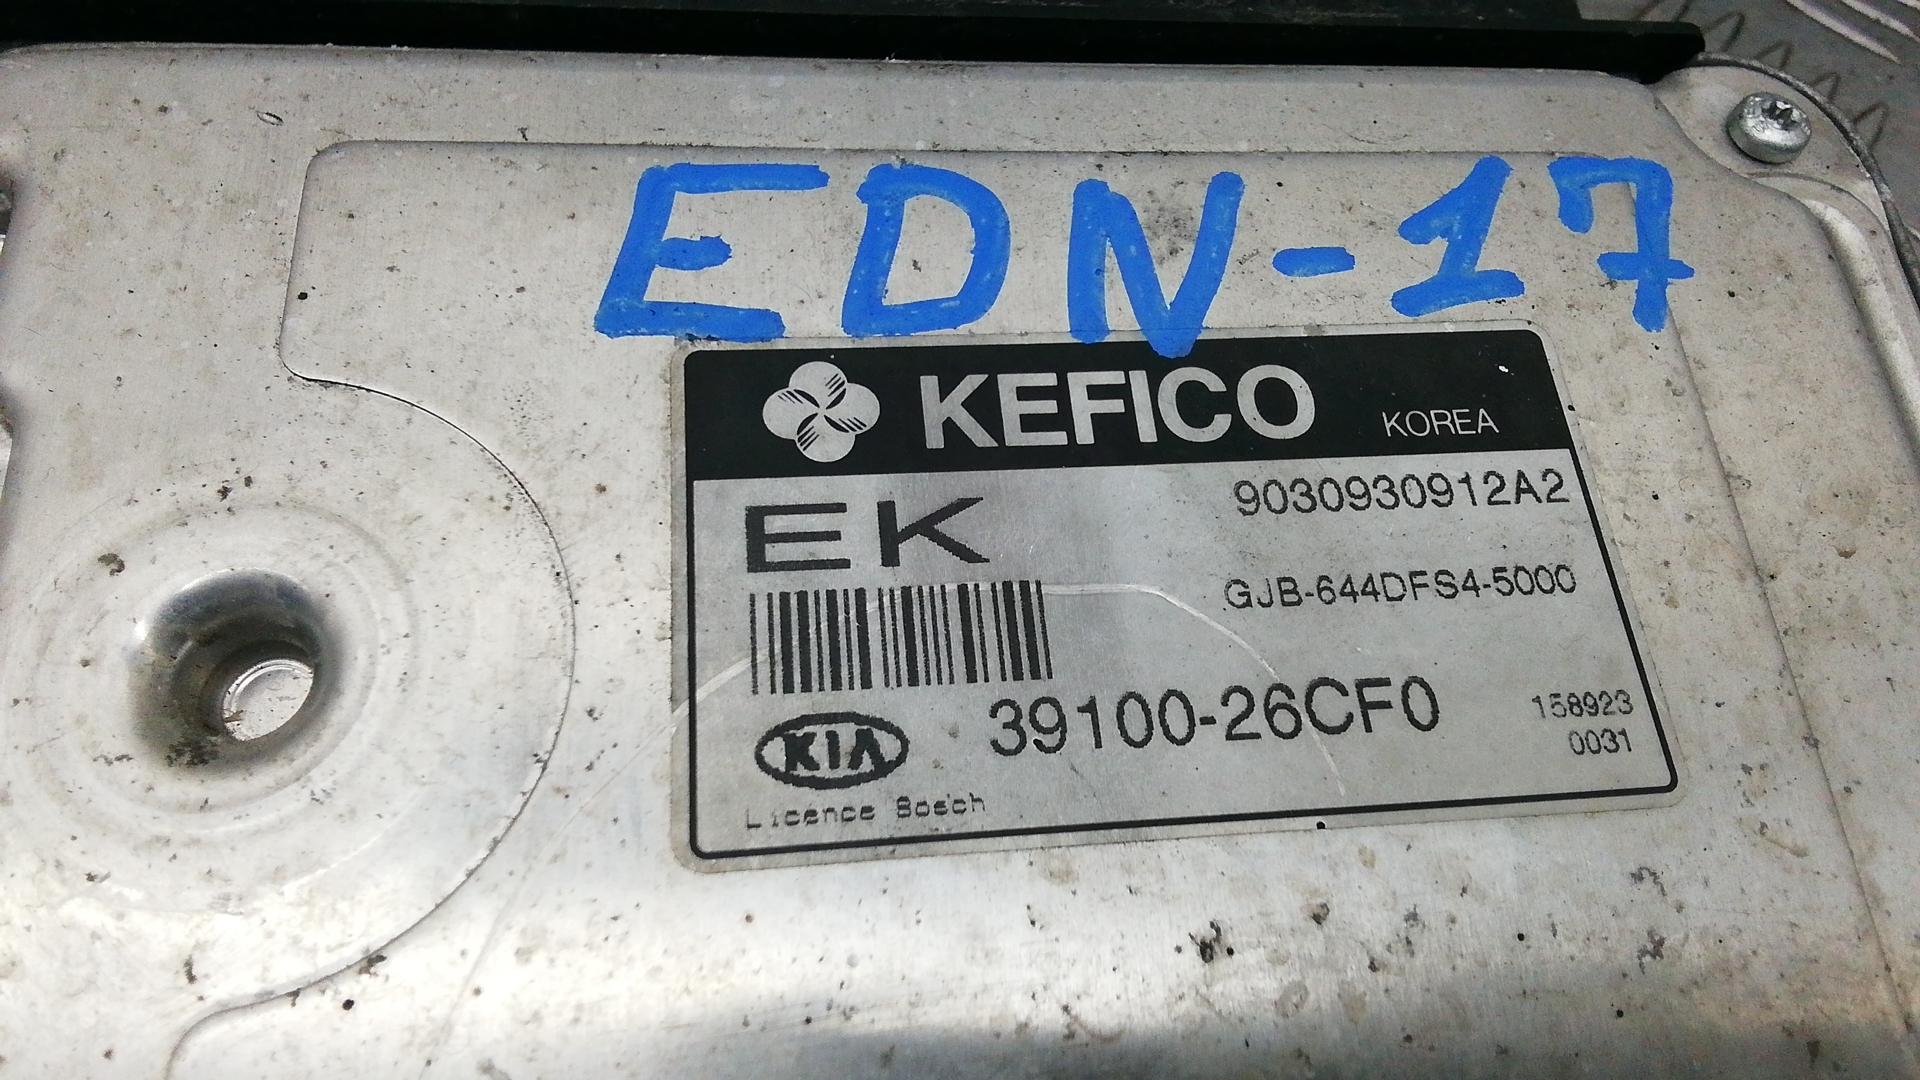 EDN-17
KEFICO KOREA
EK
9030930912A2
GJB-644DFS4-5000
39100-26CF0
158923
0031
KIA
Licence Bosch